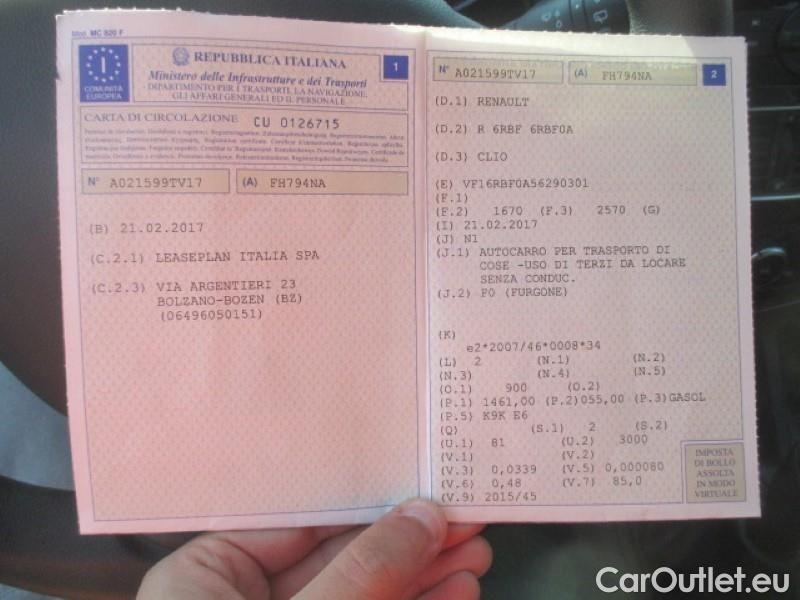 Mod. MC 820 F
I
COMUNITÀ
EUROPEA
REPUBBLICA ITALIANA
1
Ministero delle Infrastrutture e dei Trasporti
DIPARTIMENTO PER I TRASPORTI, LA NAVIGAZIONE,
GLI AFFARI GENERALI ED IL PERSONALE
CARTA DI CIRCOLAZIONE CU 0126715
N° A021599TV17 (A) FH794NA
(B) 21.02.2017
(C.2.1) LEASEPLAN ITALIA SPA
(C.2.3) VIA ARGENTIERI 23
BOLZANO-BOZEN (BZ)
(06496050151)
N° A021599TV17 (A) FH794NA 2
(D.1) RENAULT
(D.2) R 6RBF 6RBF0A
(D.3) CLIO
(E) VF16RBF0A56290301
(F.1)
(F.2) 1670 (F.3) 2570 (G)
(I) 21.02.2017
(J) N1
(J.1) AUTOCARRO PER TRASPORTO DI
COSE -USO DI TERZI DA LOCARE
SENZA CONDUC.
(J.2) F0 (FURGONE)
(K)
e2*2007/46*0008*34
(L) 2 (N.1) (N.2)
(N.3) (N.4) (N.5)
(O.1) 900 (O.2)
(P.1) 1461,00 (P.2)055,00 (P.3)GASOL
(P.5) K9K E6
(Q) (S.1) 2 (S.2)
(U.1) 81 (U.2) 3000
(V.1) (V.2)
(V.3) 0,0339 (V.5) 0,000080
(V.6) 0,48 (V.7) 85,0
(V.9) 2015/45
IMPOSTA
DI BOLLO
ASSOLTA
IN MODO
VIRTUALE
CarOutlet.eu